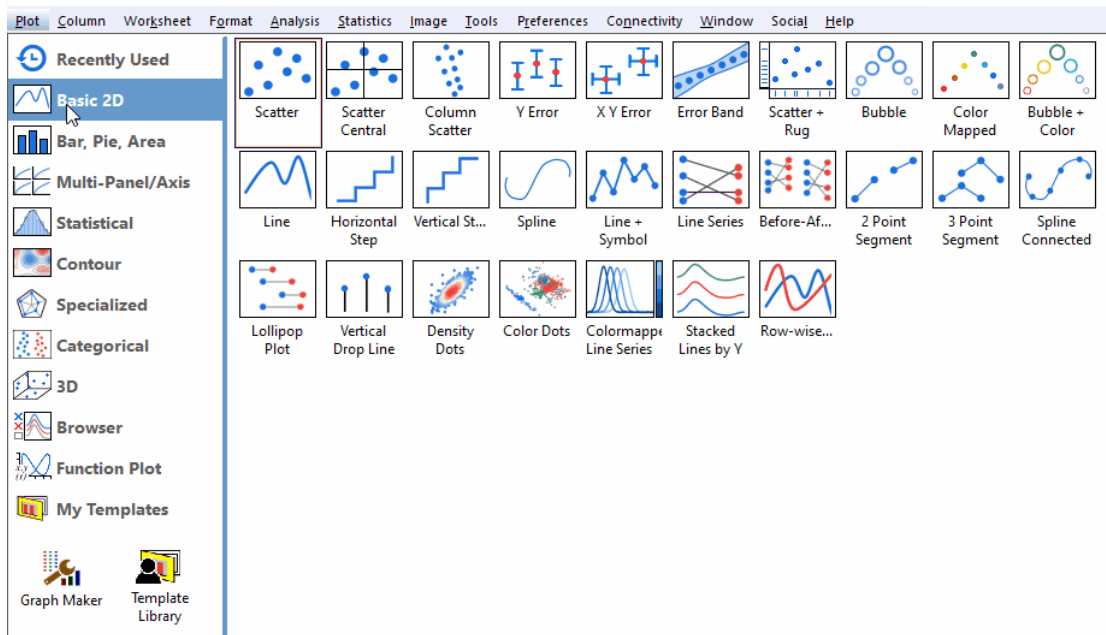 Plot Column Worksheet Format Analysis Statistics Image Tools Preferences Connectivity Window Social Help
Recently Used
Basic 2D
Bar, Pie, Area
Multi-Panel/Axis
Statistical
Contour
Specialized
Categorical
3D
Browser
Function Plot
My Templates
Graph Maker
Template
Library
Scatter
Scatter
Central
Column
Scatter
Y Error
X Y Error
Error Band
Scatter +
Rug
Bubble
Color
Mapped
Bubble +
Color
Line
Horizontal
Step
Vertical St...
Spline
Line +
Symbol
Line Series
Before-Af...
2 Point
Segment
3 Point
Segment
Spline
Connected
Lollipop
Plot
Vertical
Drop Line
Density
Dots
Color Dots
Colormappe
Line Series
Stacked
Lines by Y
Row-wise...